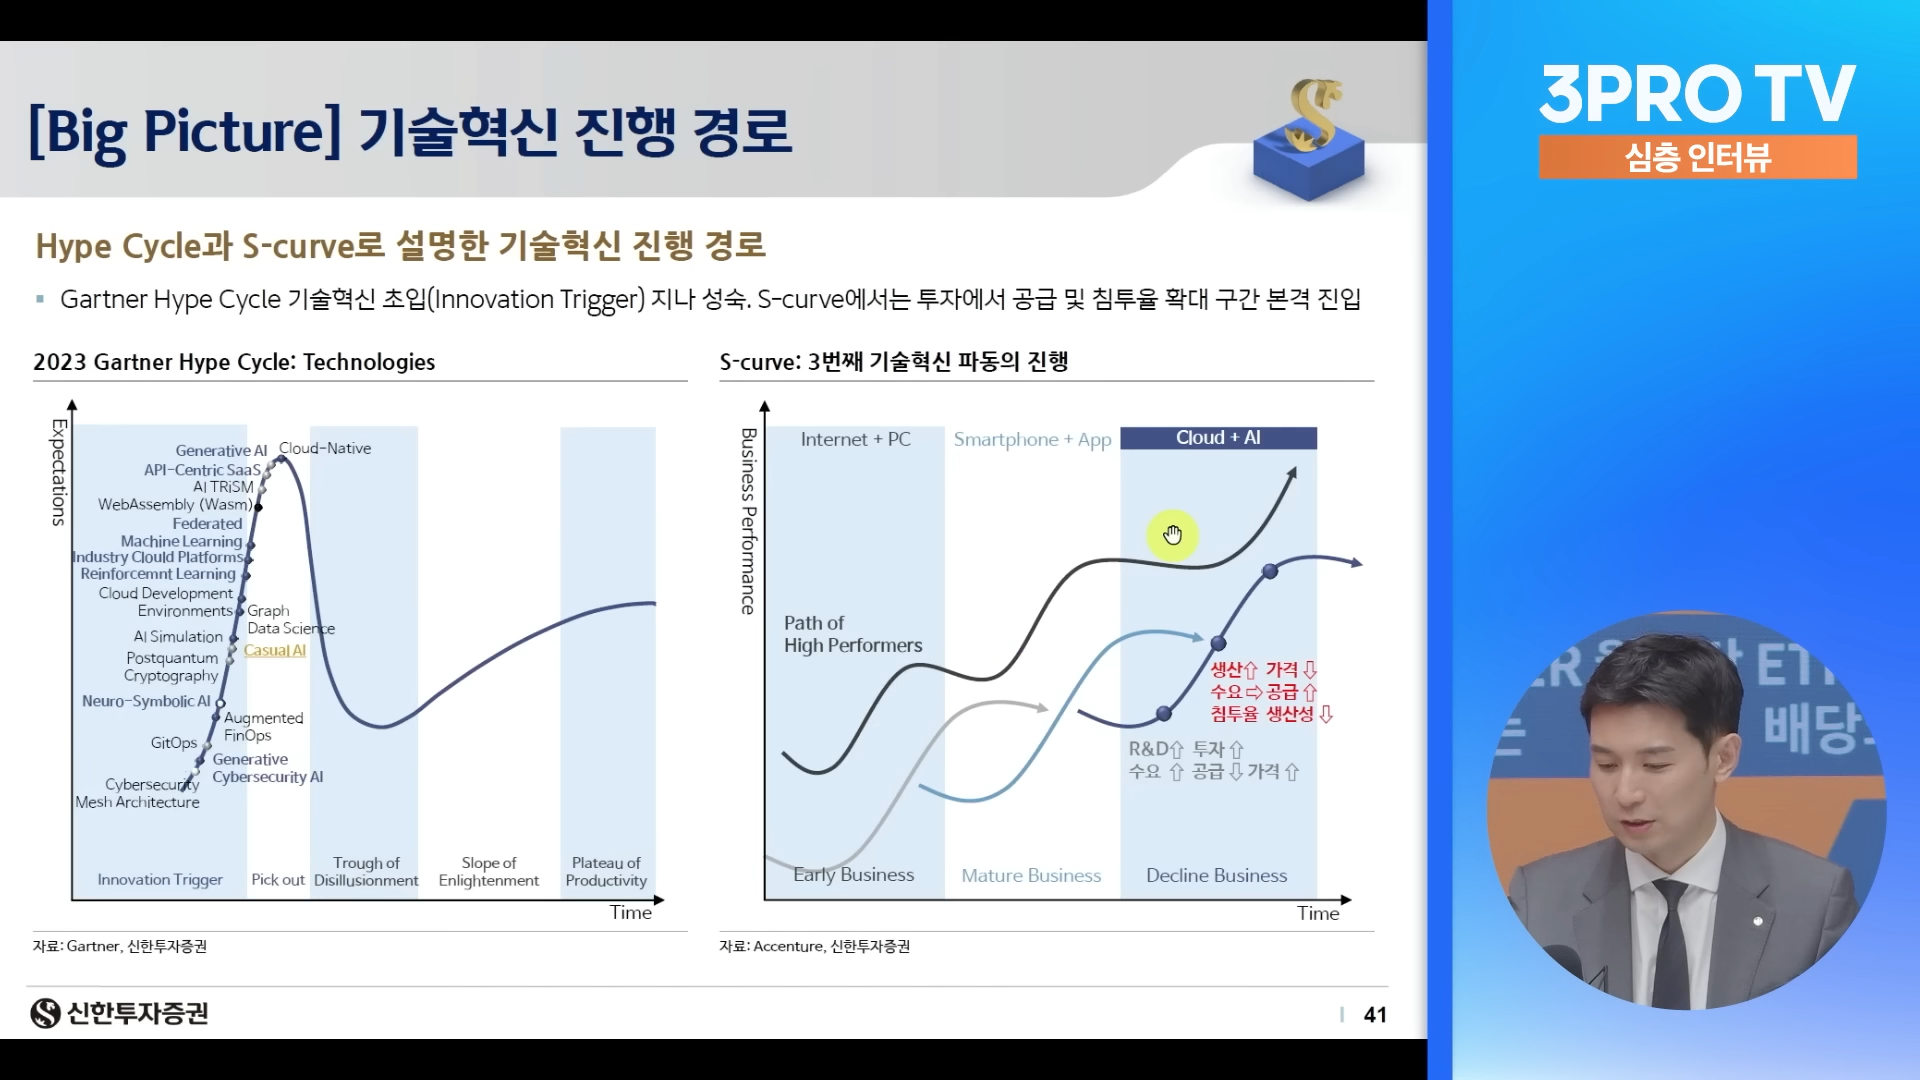 [Big Picture] 기술혁신 진행 경로
Hype Cycle과 S-curve로 설명한 기술혁신 진행 경로
Gartner Hype Cycle 기술혁신 초입(Innovation Trigger) 지나 성숙. S-curve에서는 투자에서 공급 및 침투율 확대 구간 본격 진입
2023 Gartner Hype Cycle: Technologies
Expectations
Generative AI
Cloud-Native
API-Centric SaaS
AI TRiSM
WebAssembly (Wasm)
Federated
Machine Learning
Industry Clould Platforms
Reinforcemnt Learning
Cloud Development
Environments
Graph
Data Science
AI Simulation
Casual AI
Postquantum
Cryptography
Neuro-Symbolic AI
Augmented
FinOps
GitOps
Generative
Cybersecurity AI
Cybersecurity
Mesh Architecture
Innovation Trigger
Pick out
Trough of
Disillusionment
Slope of
Enlightenment
Plateau of
Productivity
Time
자료: Gartner, 신한투자증권
S-curve: 3번째 기술혁신 파동의 진행
Business Performance
Internet + PC
Smartphone + App
Cloud + AI
Path of
High Performers
생산⇧ 가격⇩
수요⇨공급⇧
침투율 생산성⇩
R&D⇧ 투자⇧
수요 ⇧ 공급⇩가격⇧
Early Business
Mature Business
Decline Business
Time
자료: Accenture, 신한투자증권
신한투자증권
41
3PRO TV
심층 인터뷰
ER
ET
배당